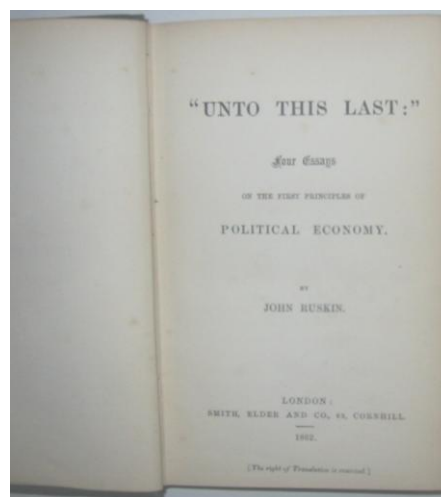 "UNTO THIS LAST:"
Four Essays
ON THE FIRST PRINCIPLES OF
POLITICAL ECONOMY.
BY
JOHN RUSKIN.
LONDON:
SMITH, ELDER AND CO., 65, CORNHILL.
1862.
[The right of Translation is reserved.]